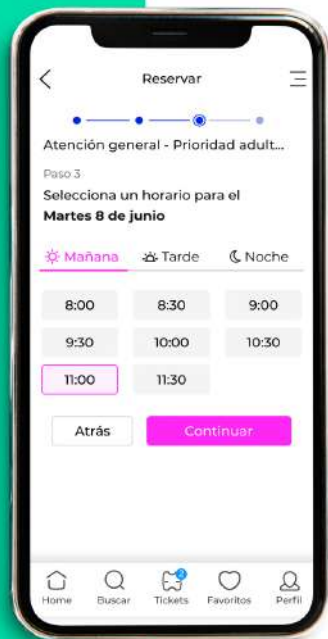 Reservar
Atención general - Prioridad adult...
Paso 3
Selecciona un horario para el
Martes 8 de junio
Mañana Tarde Noche
8:00 8:30 9:00
9:30 10:00 10:30
11:00 11:30
Atrás Continuar
2
Home Buscar Tickets Favoritos Perfil